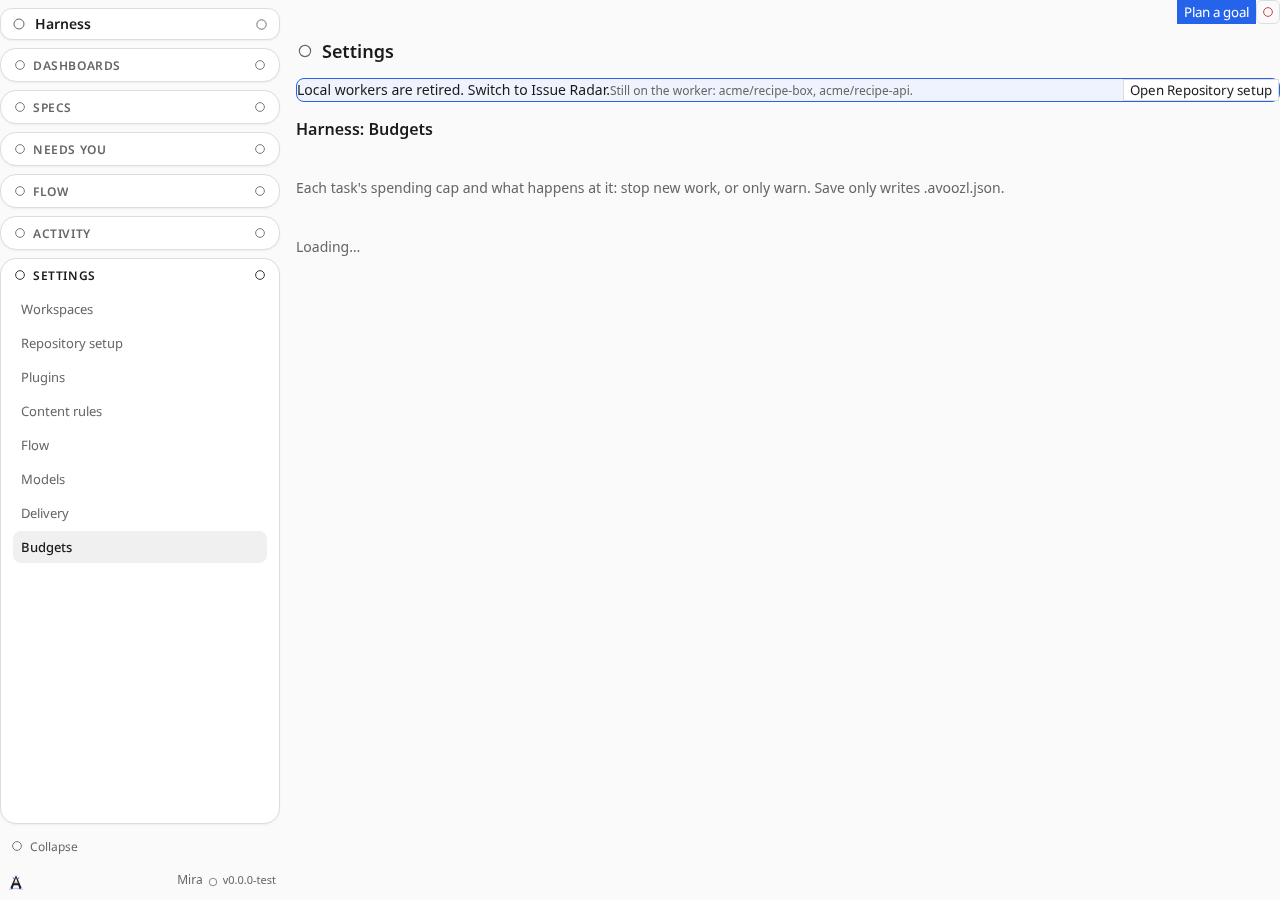 Harness
Plan a goal
Settings
DASHBOARDS
Local workers are retired. Switch to Issue Radar.Still on the worker: acme/recipe-box, acme/recipe-api.
Open Repository setup
SPECS
Harness: Budgets
NEEDS YOU
FLOW
Each task's spending cap and what happens at it: stop new work, or only warn. Save only writes .avoozl.json.
ACTIVITY
Loading…
SETTINGS
Workspaces
Repository setup
Plugins
Content rules
Flow
Models
Delivery
Budgets
Collapse
A
Mira
v0.0.0-test